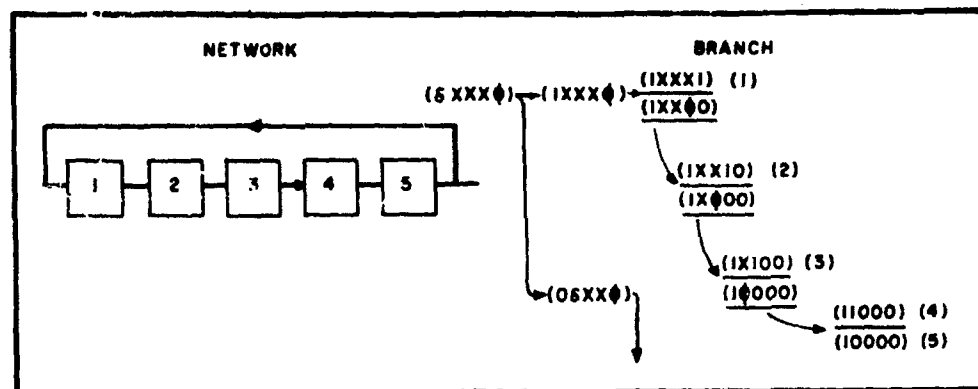 NETWORK BRANCH
(δXXXϕ) (1XXXϕ) (1XXX1) (1)
(1XXϕ0)
1 2 3 4 5
(1XX10) (2)
(1Xϕ00)
(1X100) (3)
(0δXXϕ) (1ϕ000)
(11000) (4)
(10000) (5)